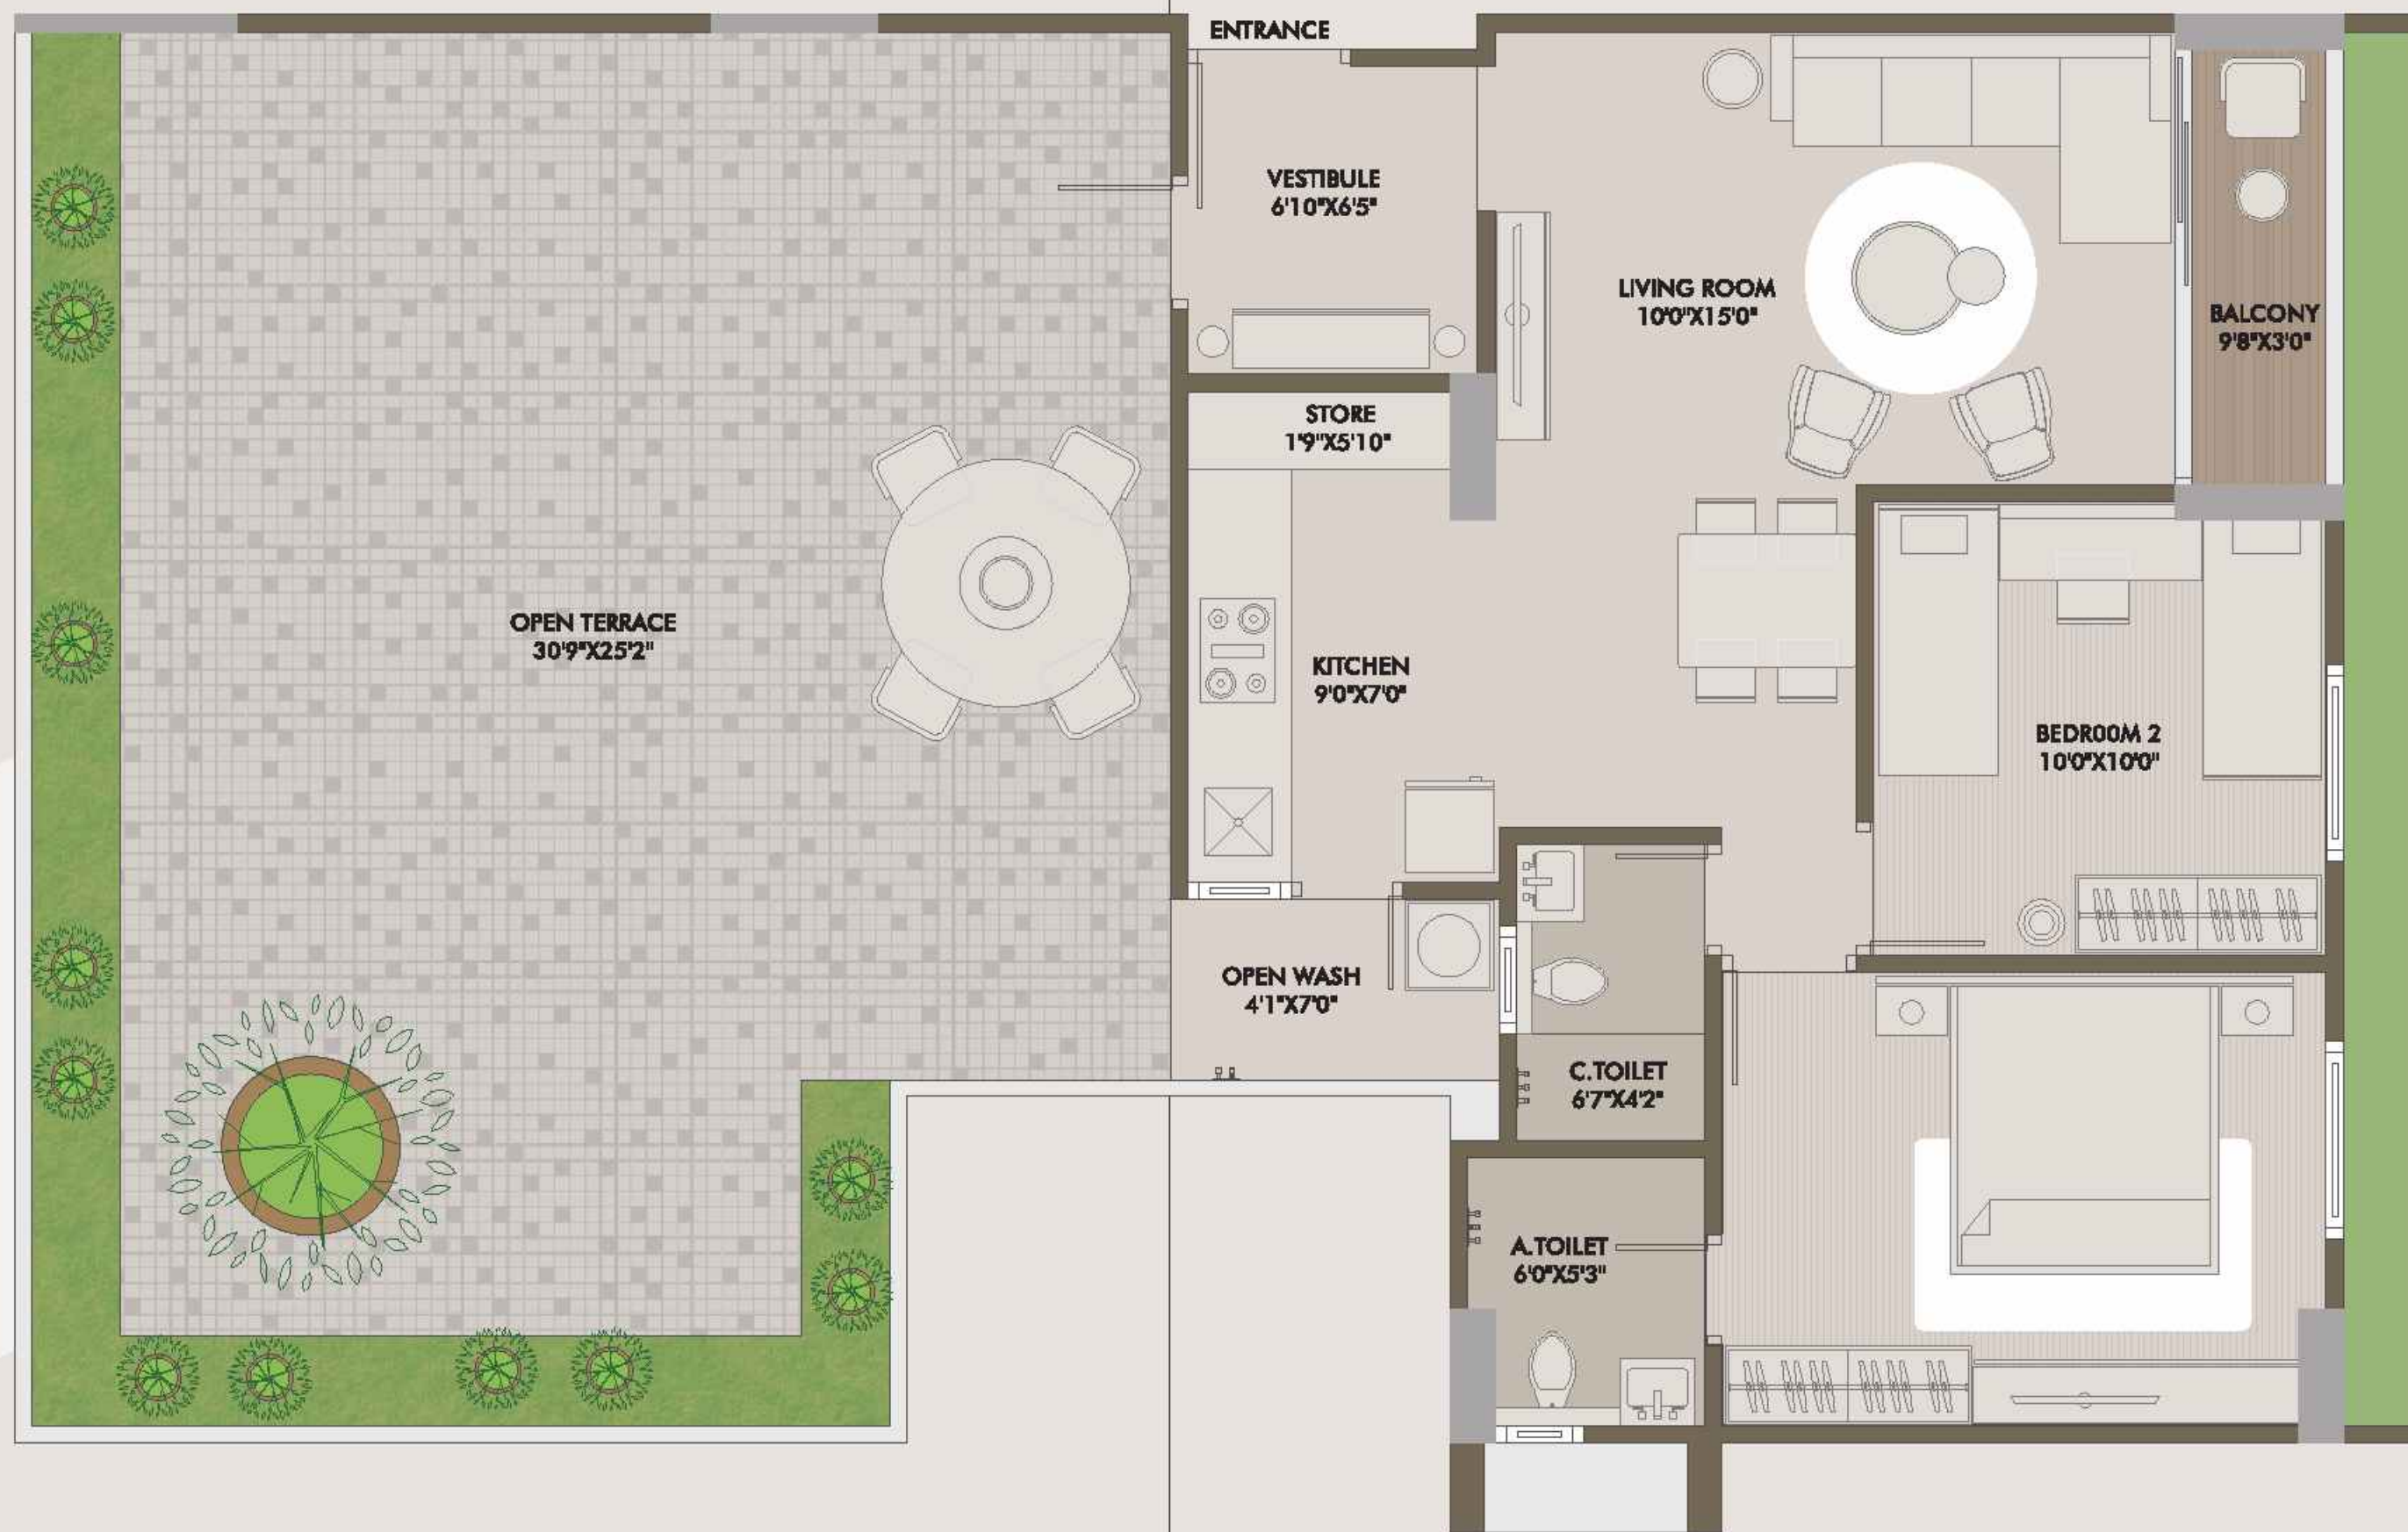 ENTRANCE
VESTIBULE
6'10"X6'5"
LIVING ROOM
10'0"X15'0"
BALCONY
9'8"X3'0"
STORE
1'9"X5'10"
OPEN TERRACE
30'9"X25'2"
KITCHEN
9'0"X7'0"
BEDROOM 2
10'0"X10'0"
OPEN WASH
4'1"X7'0"
C.TOILET
6'7"X4'2"
A.TOILET
6'0"X5'3"